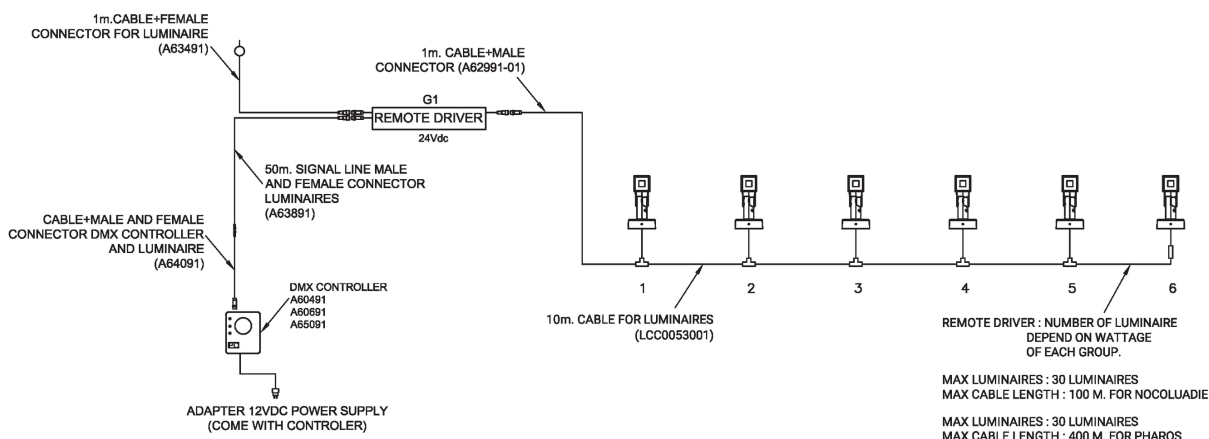 1m.CABLE+FEMALE
CONNECTOR FOR LUMINAIRE
(A63491)
1m. CABLE+MALE
CONNECTOR (A62991-01)
G1
REMOTE DRIVER
24Vdc
50m. SIGNAL LINE MALE
AND FEMALE CONNECTOR
LUMINAIRES
(A63891)
CABLE+MALE AND FEMALE
CONNECTOR DMX CONTROLLER
AND LUMINAIRE
(A64091)
DMX CONTROLLER
A60491
A60691
A65091
ADAPTER 12VDC POWER SUPPLY
(COME WITH CONTROLER)
1 2 3 4 5 6
10m. CABLE FOR LUMINAIRES
(LCC0053001)
REMOTE DRIVER : NUMBER OF LUMINAIRE
DEPEND ON WATTAGE
OF EACH GROUP.
MAX LUMINAIRES : 30 LUMINAIRES
MAX CABLE LENGTH : 100 M. FOR NOCOLUADIE
MAX LUMINAIRES : 30 LUMINAIRES
MAX CABLE LENGTH : 400 M. FOR PHAROS